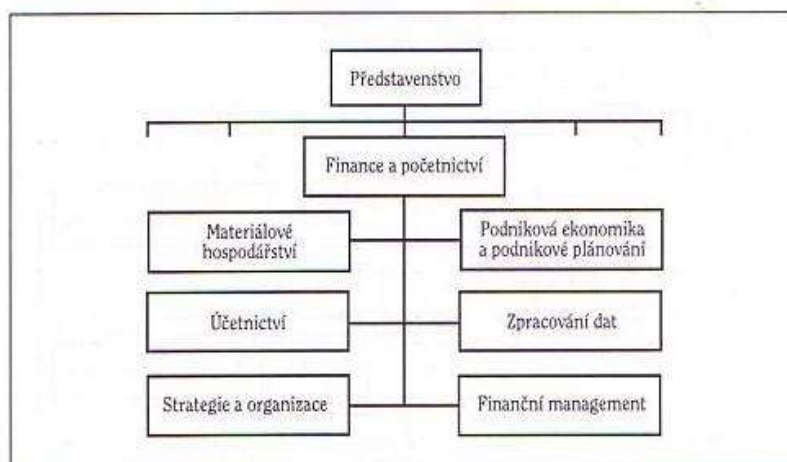 Představenstvo
Finance a početnictví
Materiálové
hospodářství
Podniková ekonomika
a podnikové plánování
Účetnictví
Zpracování dat
Strategie a organizace
Finanční management